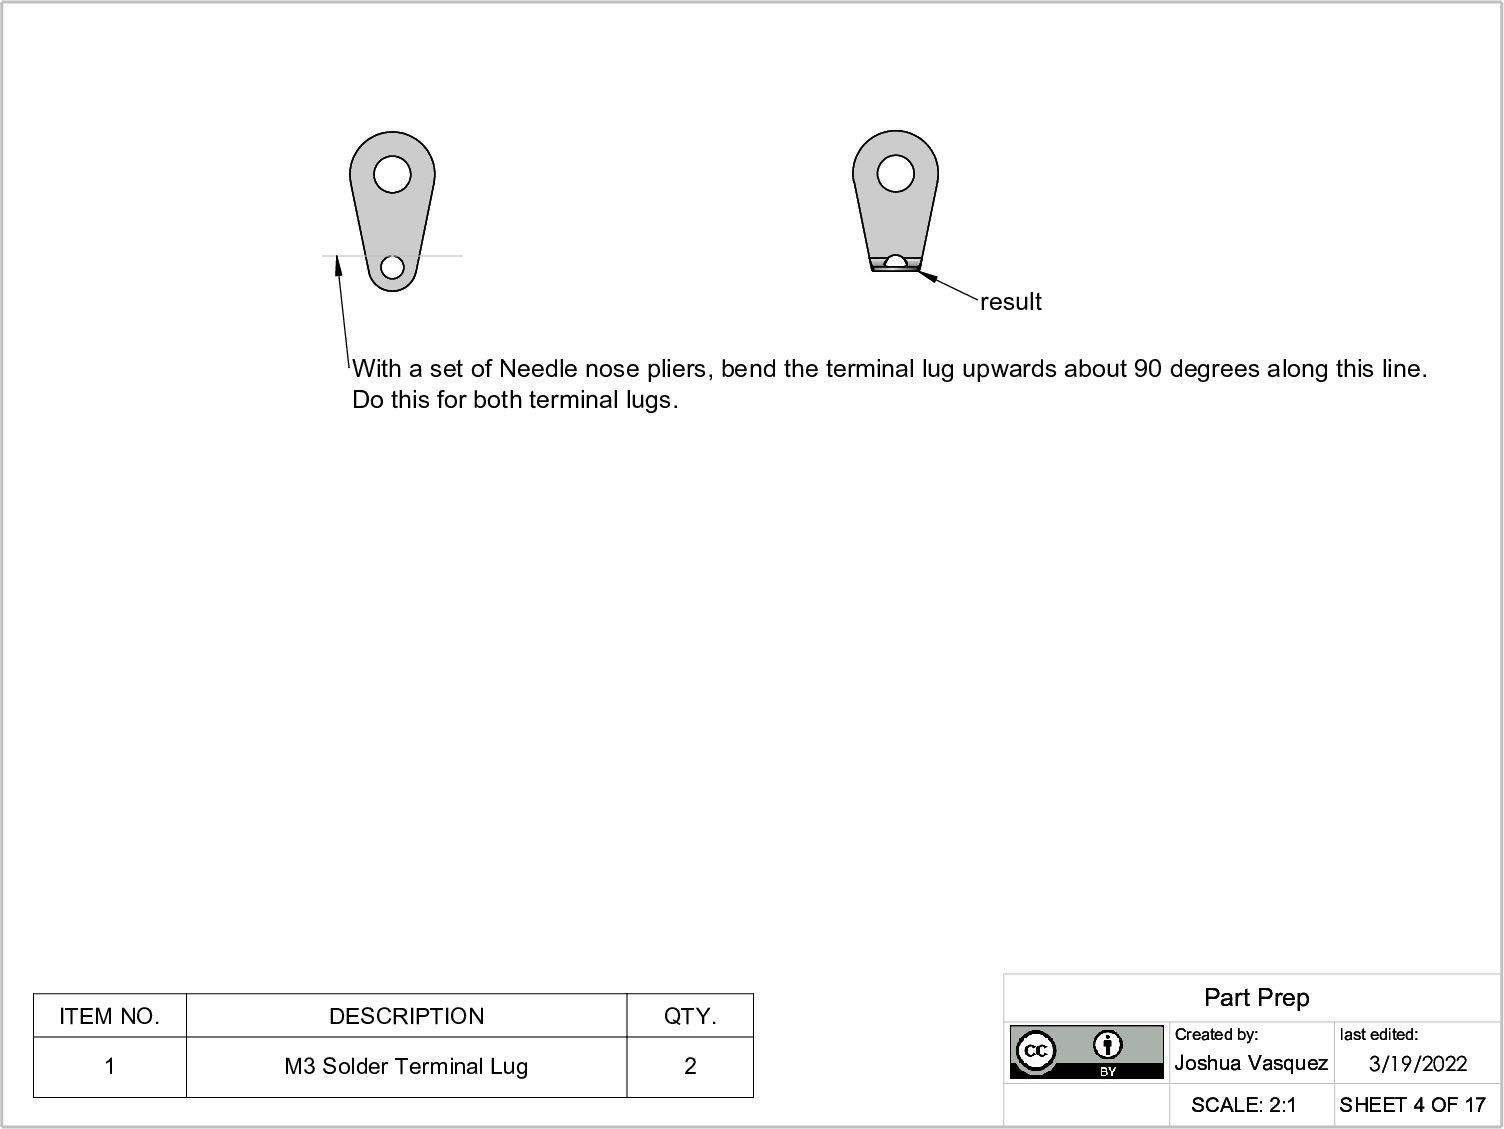 result
With a set of Needle nose pliers, bend the terminal lug upwards about 90 degrees along this line.
Do this for both terminal lugs.
ITEM NO. DESCRIPTION QTY.
1 M3 Solder Terminal Lug 2
Part Prep
cc BY
Created by:
Joshua Vasquez
last edited:
3/19/2022
SCALE: 2:1
SHEET 4 OF 17